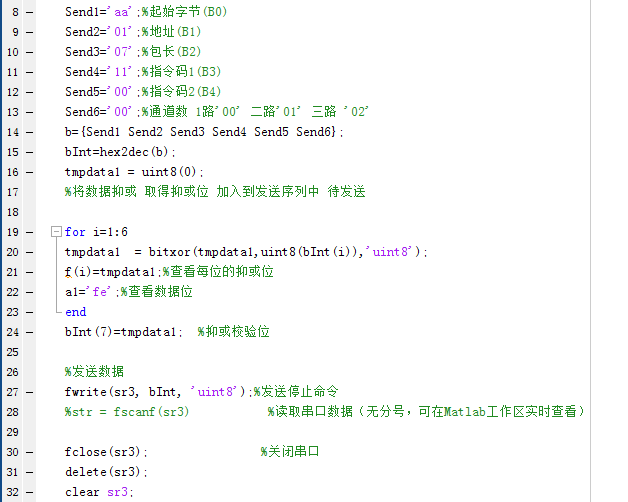 8 — Send1='aa';%起始字节(B0)
9 — Send2='01';%地址(B1)
10 — Send3='07';%包长(B2)
11 — Send4='11';%指令码1(B3)
12 — Send5='00';%指令码2(B4)
13 — Send6='00';%通道数 1路'00' 二路'01' 三路 '02'
14 — b={Send1 Send2 Send3 Send4 Send5 Send6};
15 — bInt=hex2dec(b);
16 — tmpdata1 = uint8(0);
17 %将数据抑或 取得抑或位 加入到发送序列中 待发送
18
19 — for i=1:6
20 — tmpdata1 = bitxor(tmpdata1,uint8(bInt(i)),'uint8');
21 — f(i)=tmpdata1;%查看每位的抑或位
22 — a1='fe';%查看数据位
23 — end
24 — bInt(7)=tmpdata1; %抑或校验位
25
26 %发送数据
27 — fwrite(sr3, bInt, 'uint8');%发送停止命令
28 %str = fscanf(sr3) %读取串口数据(无分号,可在Matlab工作区实时查看)
29
30 — fclose(sr3); %关闭串口
31 — delete(sr3);
32 — clear sr3;